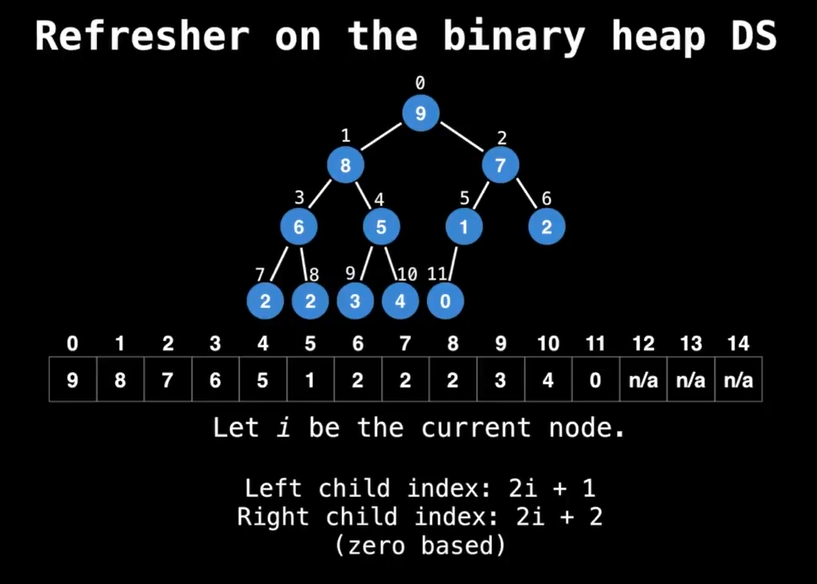 Refresher on the binary heap DS
0
9
1 2
8 7
3 4 5 6
6 5 1 2
7 8 9 10 11
2 2 3 4 0
0 1 2 3 4 5 6 7 8 9 10 11 12 13 14
9 8 7 6 5 1 2 2 2 3 4 0 n/a n/a n/a
Let i be the current node.
Left child index: 2i + 1
Right child index: 2i + 2
(zero based)